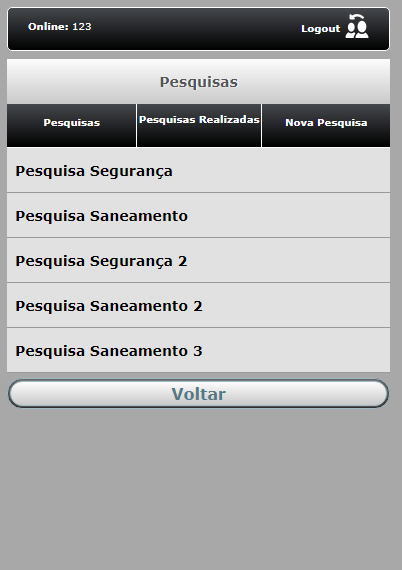 Online: 123
Logout
Pesquisas
Pesquisas
Pesquisas Realizadas
Nova Pesquisa
Pesquisa Segurança
Pesquisa Saneamento
Pesquisa Segurança 2
Pesquisa Saneamento 2
Pesquisa Saneamento 3
Voltar